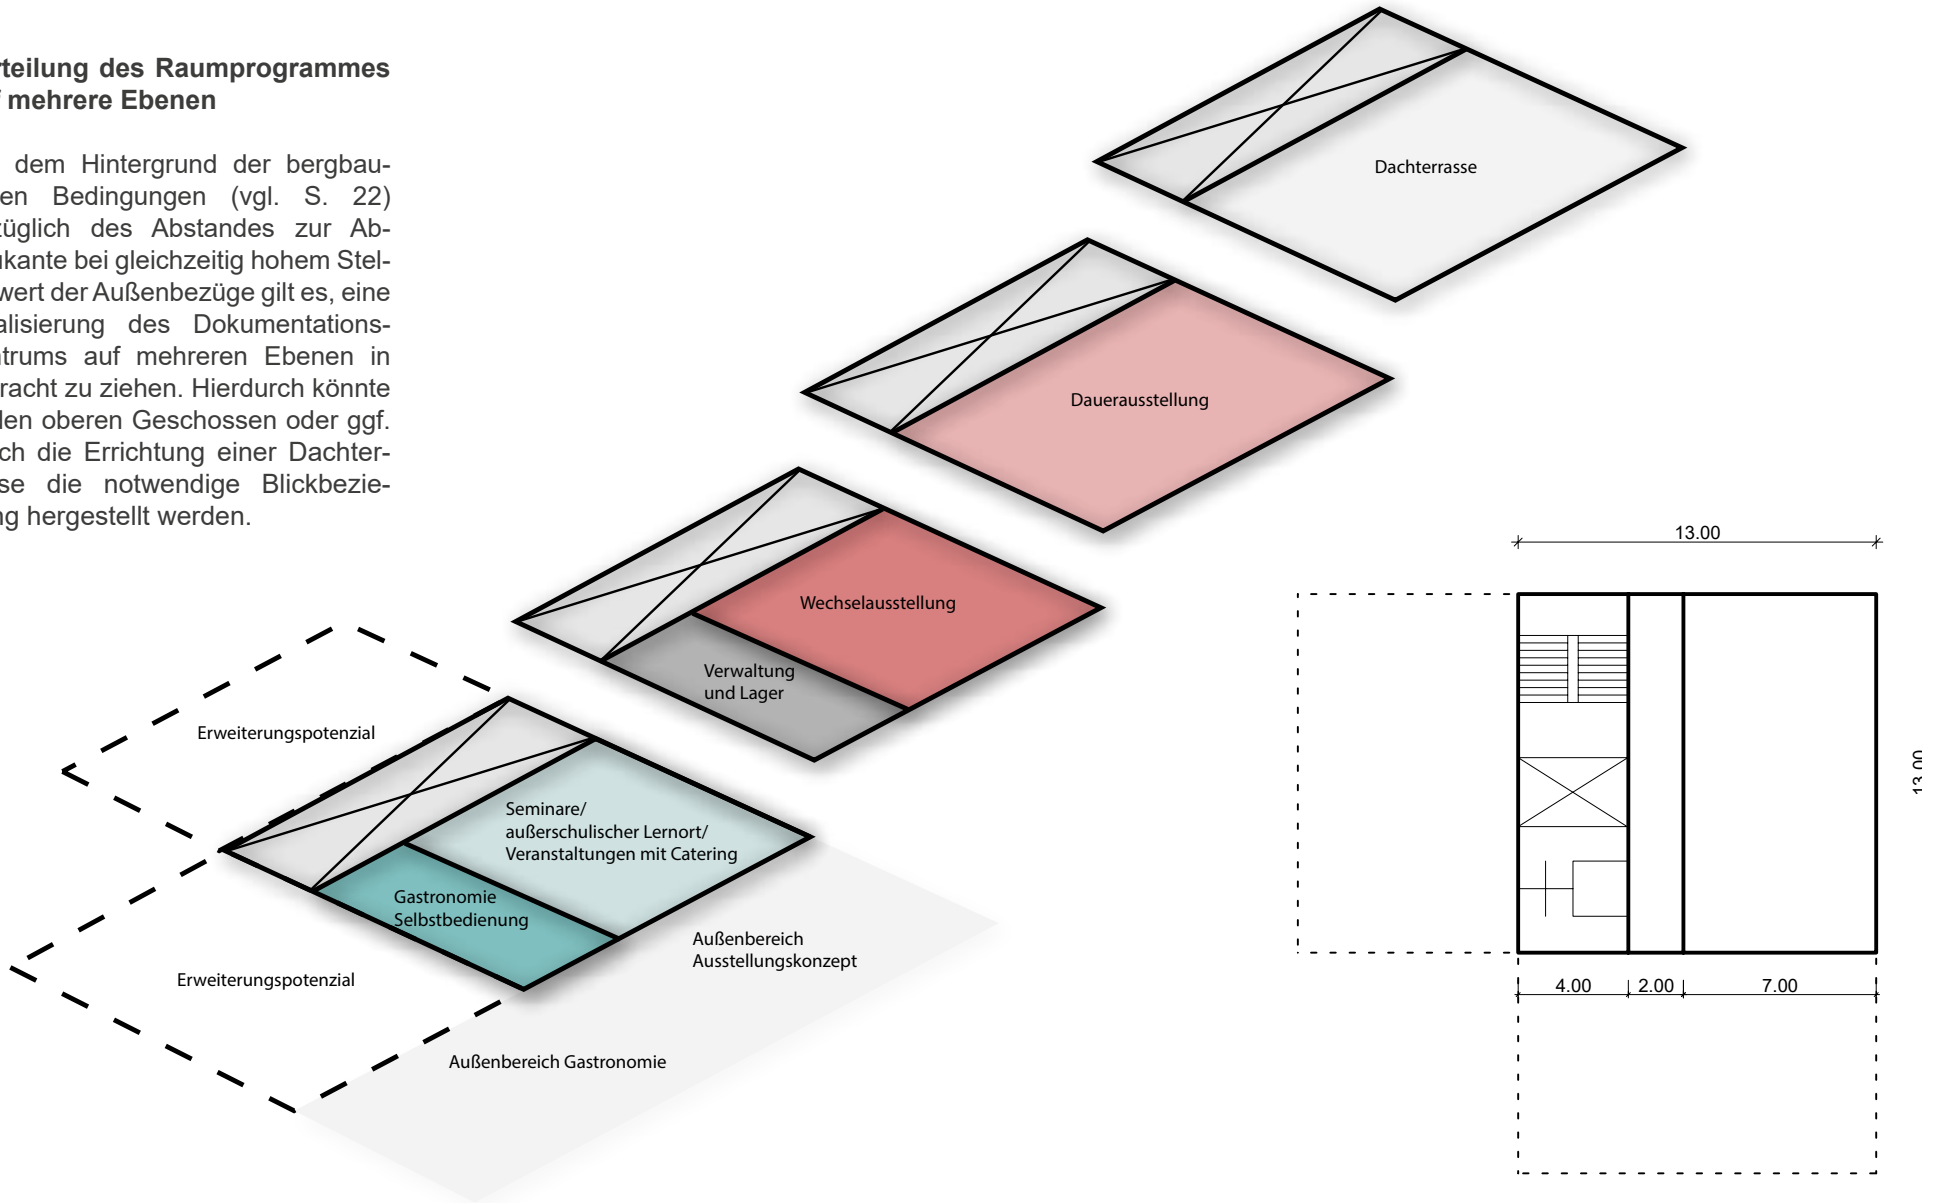 rteilung des Raumprogrammes
f mehrere Ebenen
dem Hintergrund der bergbau-
en Bedingungen (vgl. S. 22)
züglich des Abstandes zur Ab-
ukante bei gleichzeitig hohem Stel-
wert der Außenbezüge gilt es, eine
alisierung des Dokumentations-
ntrums auf mehreren Ebenen in
racht zu ziehen. Hierdurch könnte
len oberen Geschossen oder ggf.
ch die Errichtung einer Dachter-
se die notwendige Blickbezie-
ng hergestellt werden.
Dachterrasse
Dauerausstellung
Wechselausstellung
Verwaltung
und Lager
Erweiterungspotenzial
Seminare/
außerschulischer Lernort/
Veranstaltungen mit Catering
Gastronomie
Selbstbedienung
Außenbereich
Ausstellungskonzept
Erweiterungspotenzial
Außenbereich Gastronomie
13.00
13.00
4.00 2.00 7.00